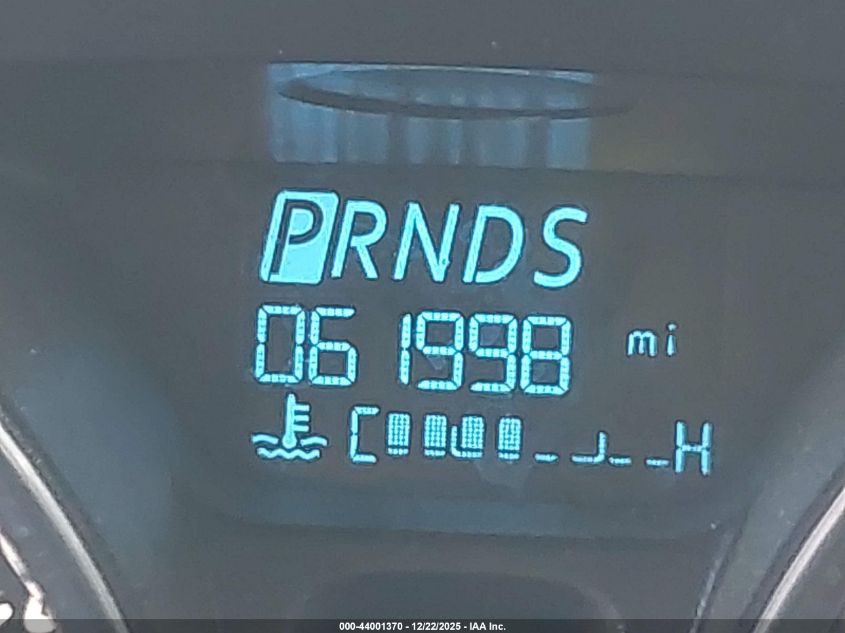 PRNDS
061998 mi
C H
000-44001370 - 12/22/2025 - IAA Inc.